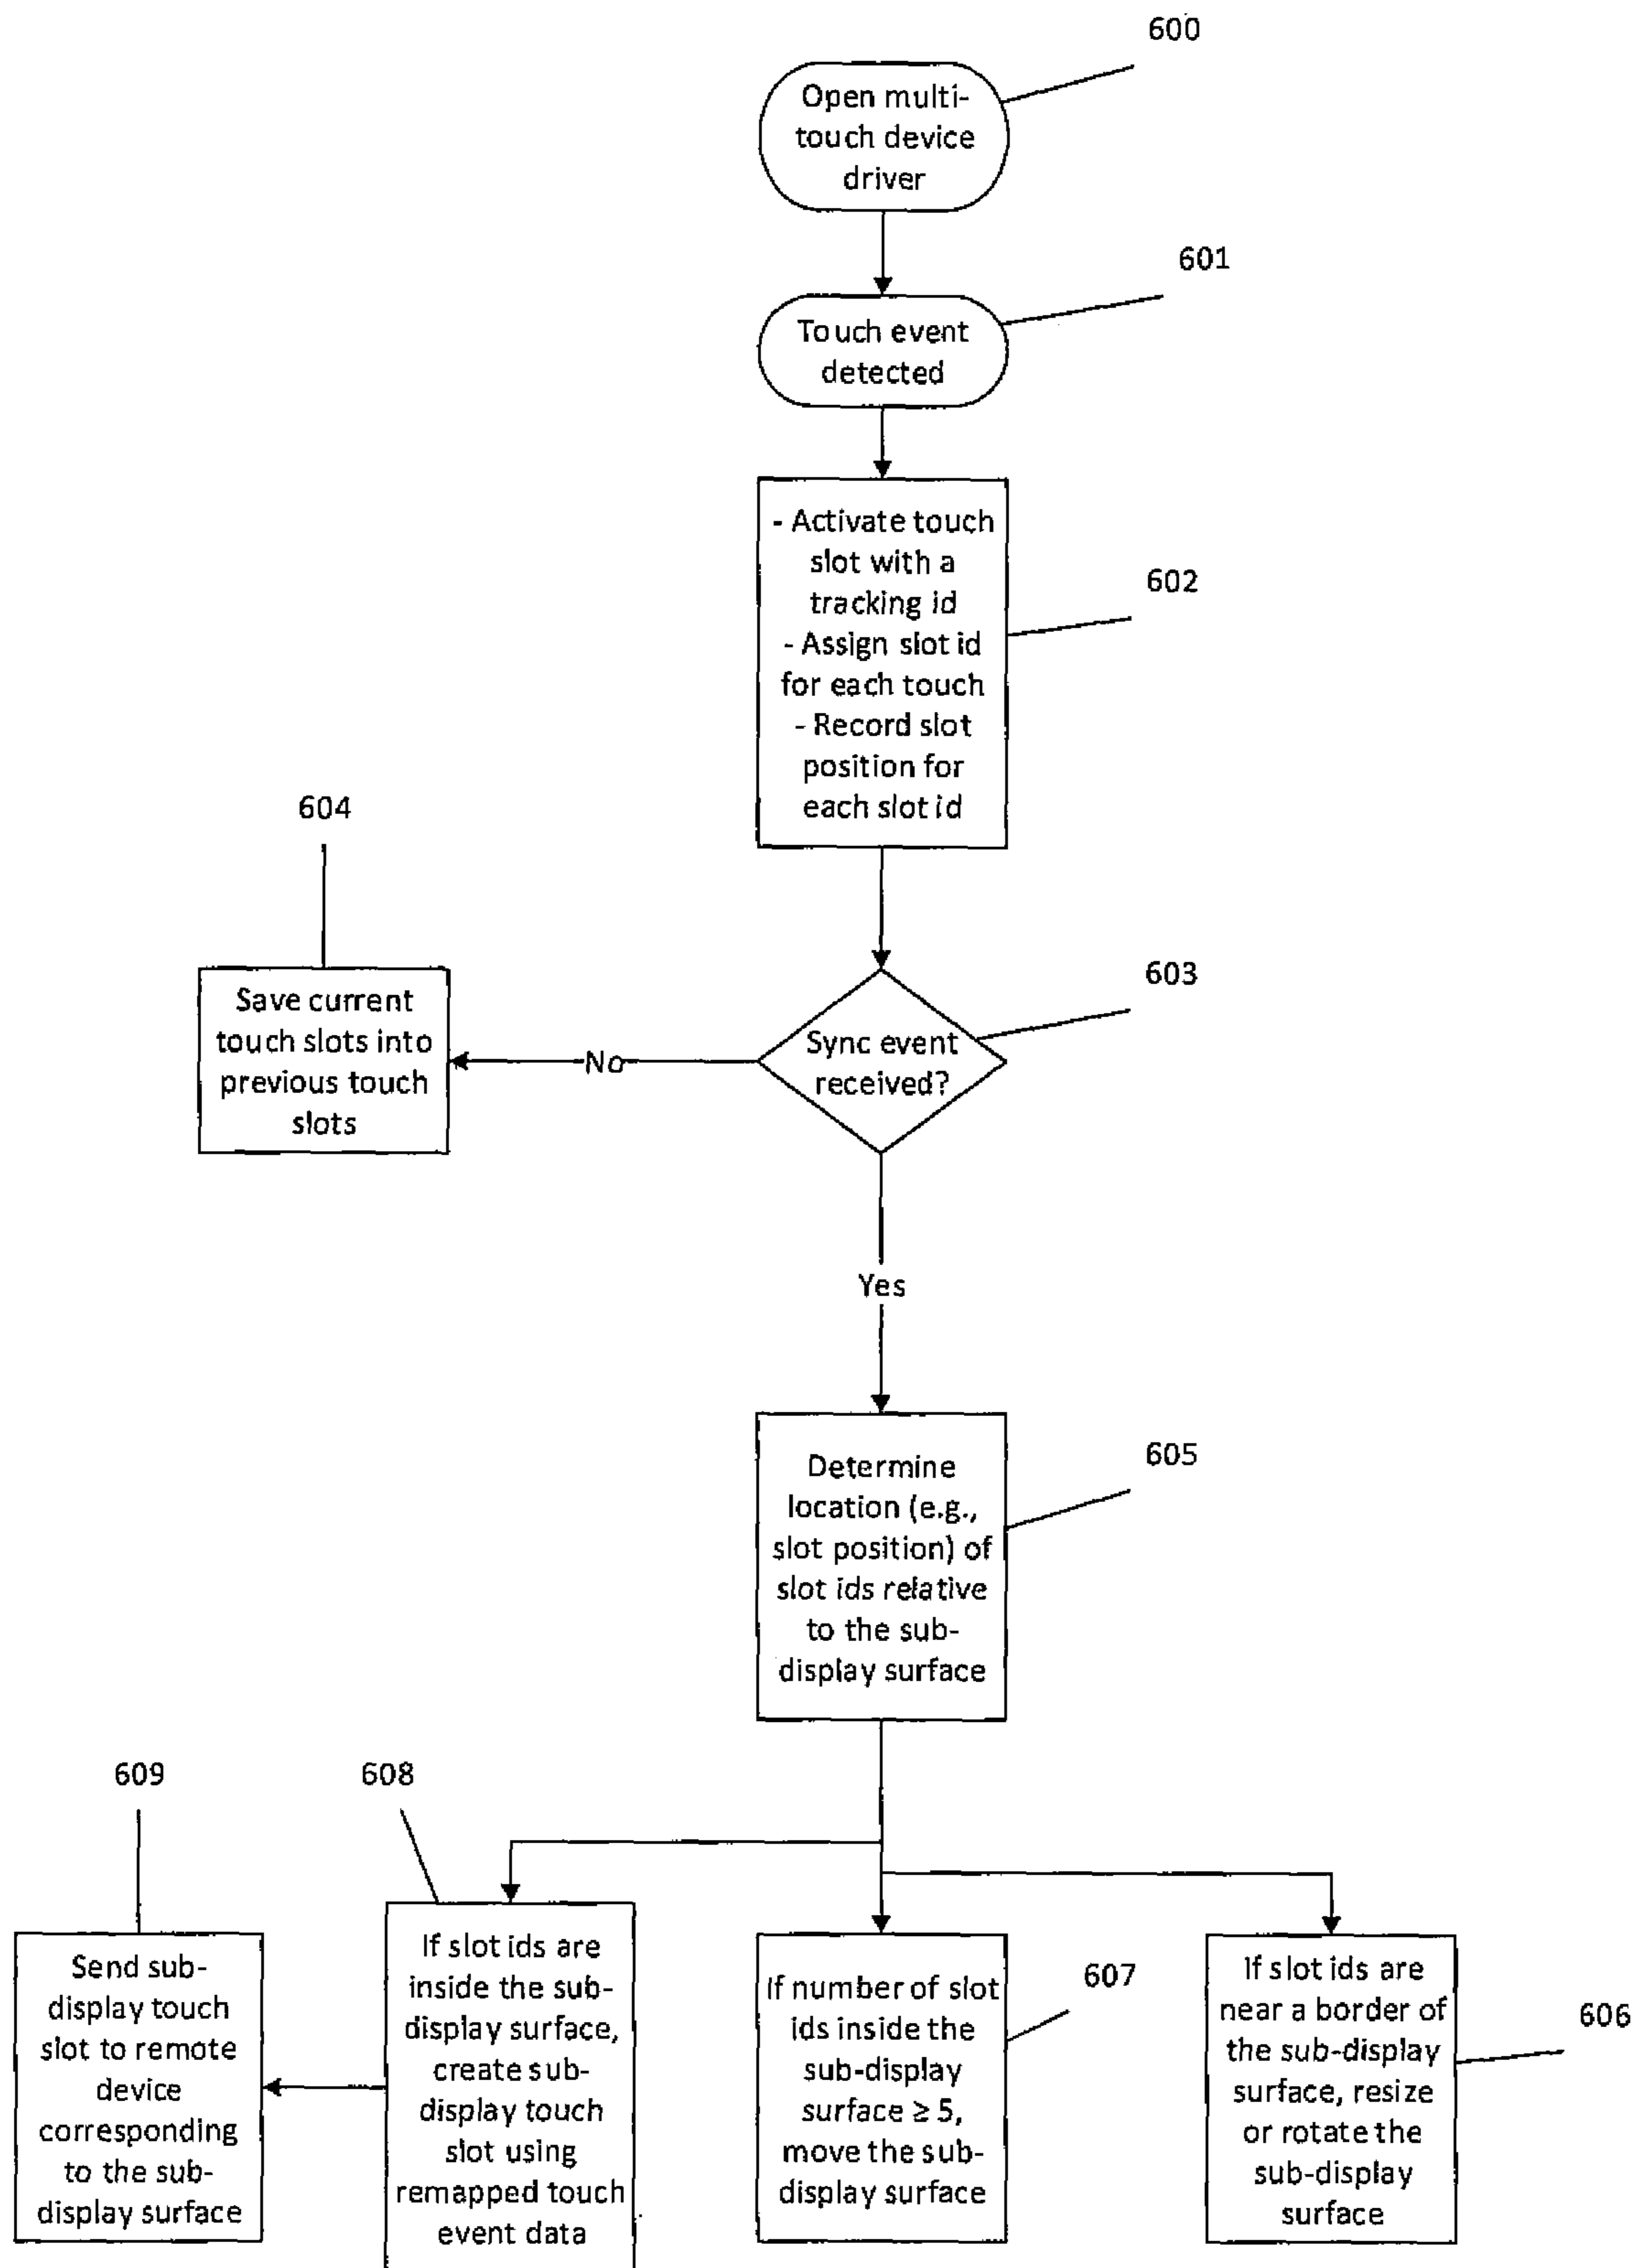 600
Open multi-
touch device
driver
601
Touch event
detected
- Activate touch
slot with a
tracking id
- Assign slot id
for each touch
- Record slot
position for
each slot id
602
604
Save current
touch slots into
previous touch
slots
No
603
Sync event
received?
Yes
605
Determine
location (e.g.,
slot position) of
slot ids relative
to the sub-
display surface
609
608
Send sub-
display touch
slot to remote
device
corresponding
to the sub-
display surface
If slot ids are
inside the sub-
display surface,
create sub-
display touch
slot using
remapped touch
event data
If number of slot
ids inside the
sub-display
surface ≥ 5,
move the sub-
display surface
607
If slot ids are
near a border of
the sub-display
surface, resize
or rotate the
sub-display
surface
606